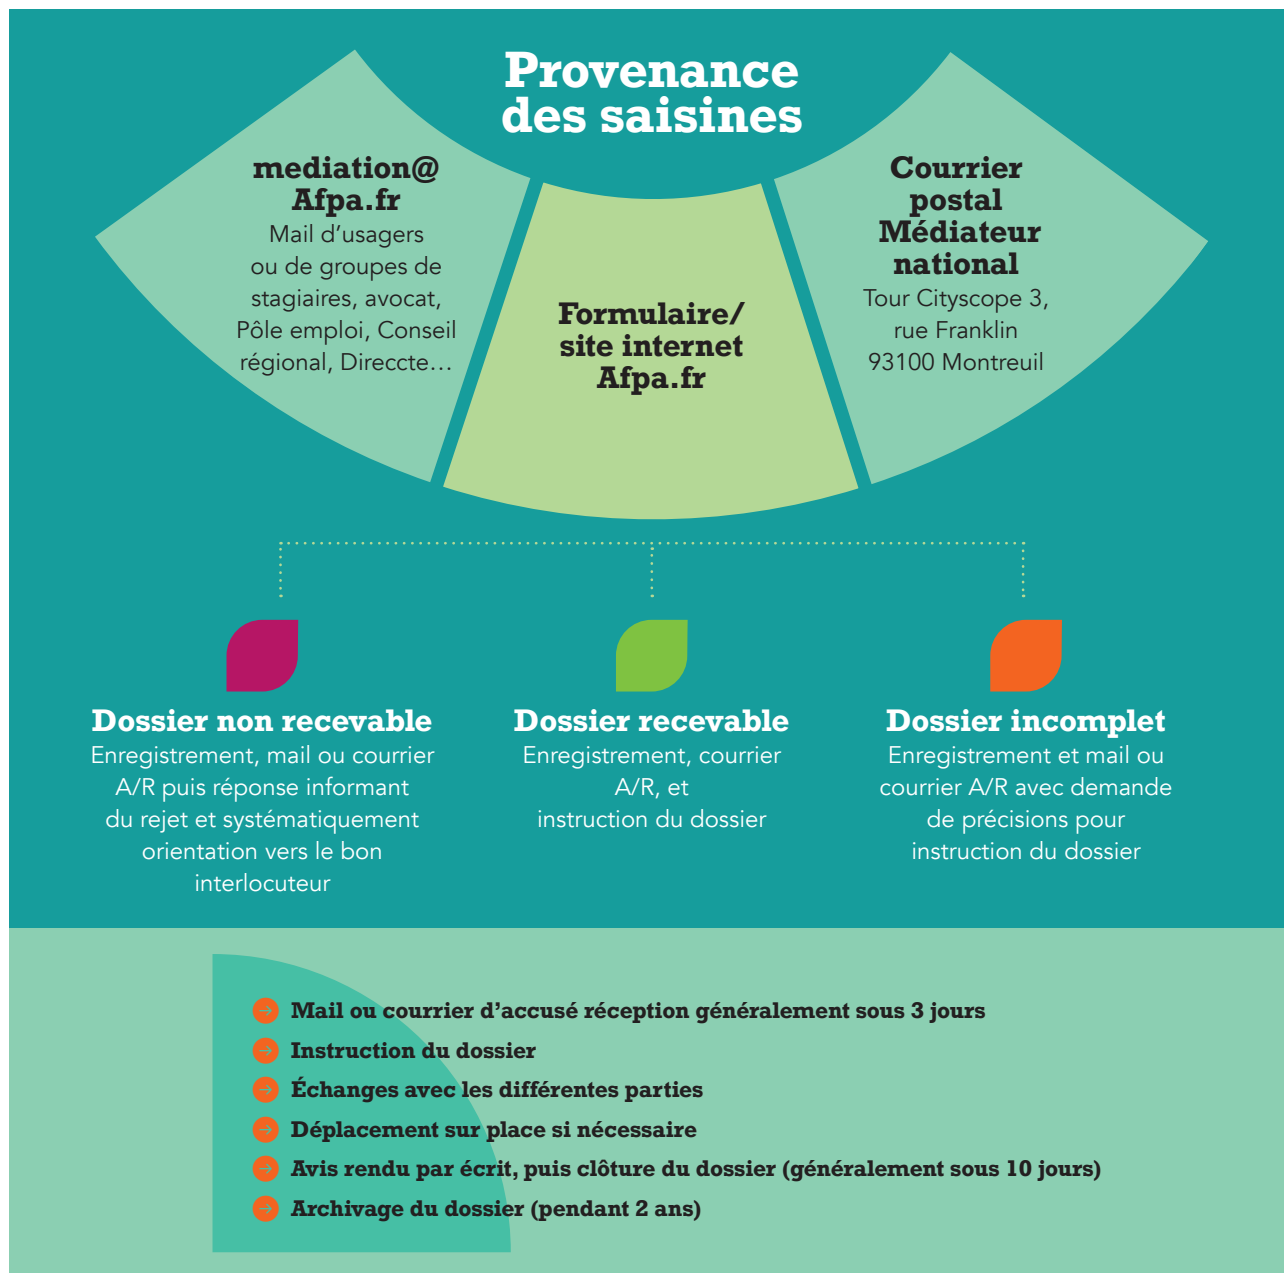 Provenance
des saisines
mediation@
Afpa.fr
Mail d’usagers
ou de groupes de
stagiaires, avocat,
Pôle emploi, Conseil
régional, Direccte…
Formulaire/
site internet
Afpa.fr
Courrier
postal
Médiateur
national
Tour Cityscope 3,
rue Franklin
93100 Montreuil
Dossier non recevable
Enregistrement, mail ou courrier
A/R puis réponse informant
du rejet et systématiquement
orientation vers le bon
interlocuteur
Dossier recevable
Enregistrement, courrier
A/R, et
instruction du dossier
Dossier incomplet
Enregistrement et mail ou
courrier A/R avec demande
de précisions pour
instruction du dossier
Mail ou courrier d’accusé réception généralement sous 3 jours
Instruction du dossier
Échanges avec les différentes parties
Déplacement sur place si nécessaire
Avis rendu par écrit, puis clôture du dossier (généralement sous 10 jours)
Archivage du dossier (pendant 2 ans)